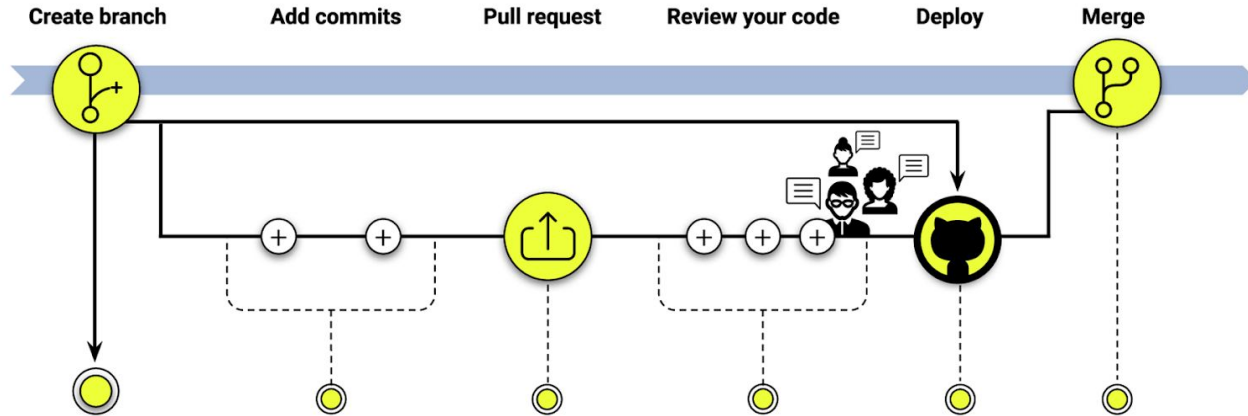 Create branch
Add commits
Pull request
Review your code
Deploy
Merge